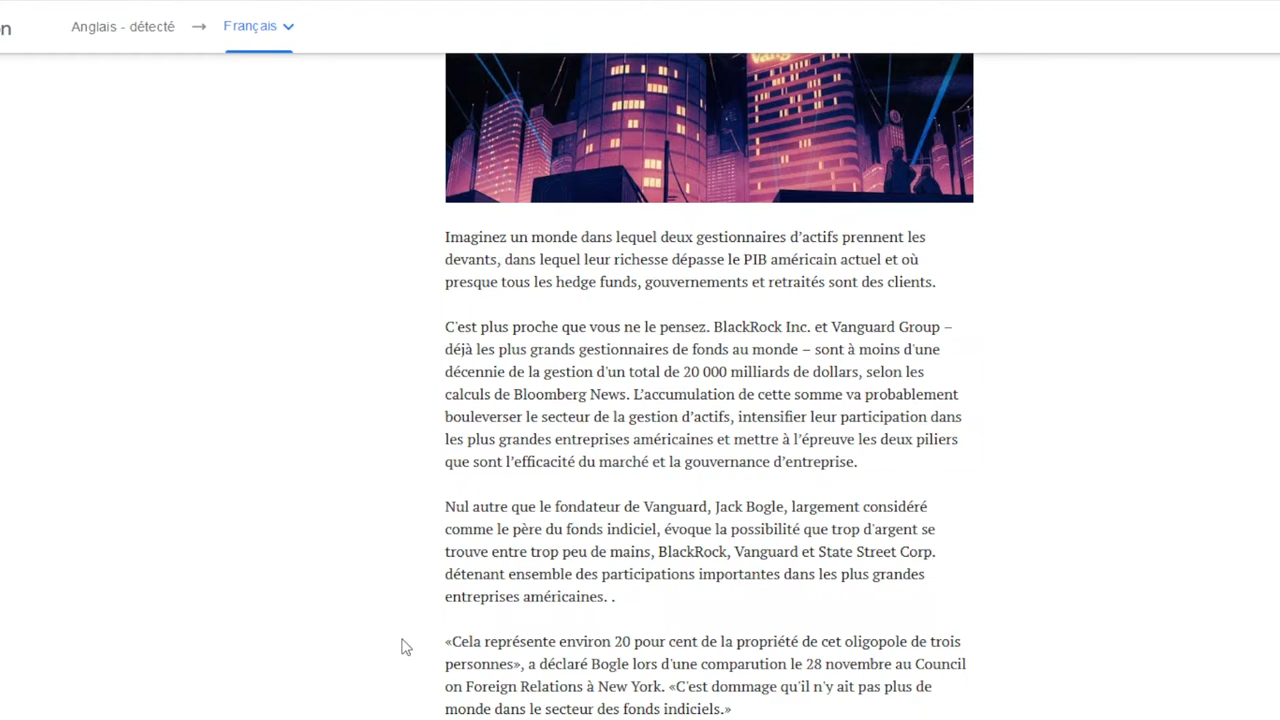 on
Anglais - détecté → Français
Vang
Imaginez un monde dans lequel deux gestionnaires d’actifs prennent les
devants, dans lequel leur richesse dépasse le PIB américain actuel et où
presque tous les hedge funds, gouvernements et retraités sont des clients.
C'est plus proche que vous ne le pensez. BlackRock Inc. et Vanguard Group –
déjà les plus grands gestionnaires de fonds au monde – sont à moins d'une
décennie de la gestion d'un total de 20 000 milliards de dollars, selon les
calculs de Bloomberg News. L’accumulation de cette somme va probablement
bouleverser le secteur de la gestion d’actifs, intensifier leur participation dans
les plus grandes entreprises américaines et mettre à l’épreuve les deux piliers
que sont l’efficacité du marché et la gouvernance d’entreprise.
Nul autre que le fondateur de Vanguard, Jack Bogle, largement considéré
comme le père du fonds indiciel, évoque la possibilité que trop d'argent se
trouve entre trop peu de mains, BlackRock, Vanguard et State Street Corp.
détenant ensemble des participations importantes dans les plus grandes
entreprises américaines. .
«Cela représente environ 20 pour cent de la propriété de cet oligopole de trois
personnes», a déclaré Bogle lors d'une comparution le 28 novembre au Council
on Foreign Relations à New York. «C'est dommage qu'il n'y ait pas plus de
monde dans le secteur des fonds indiciels.»